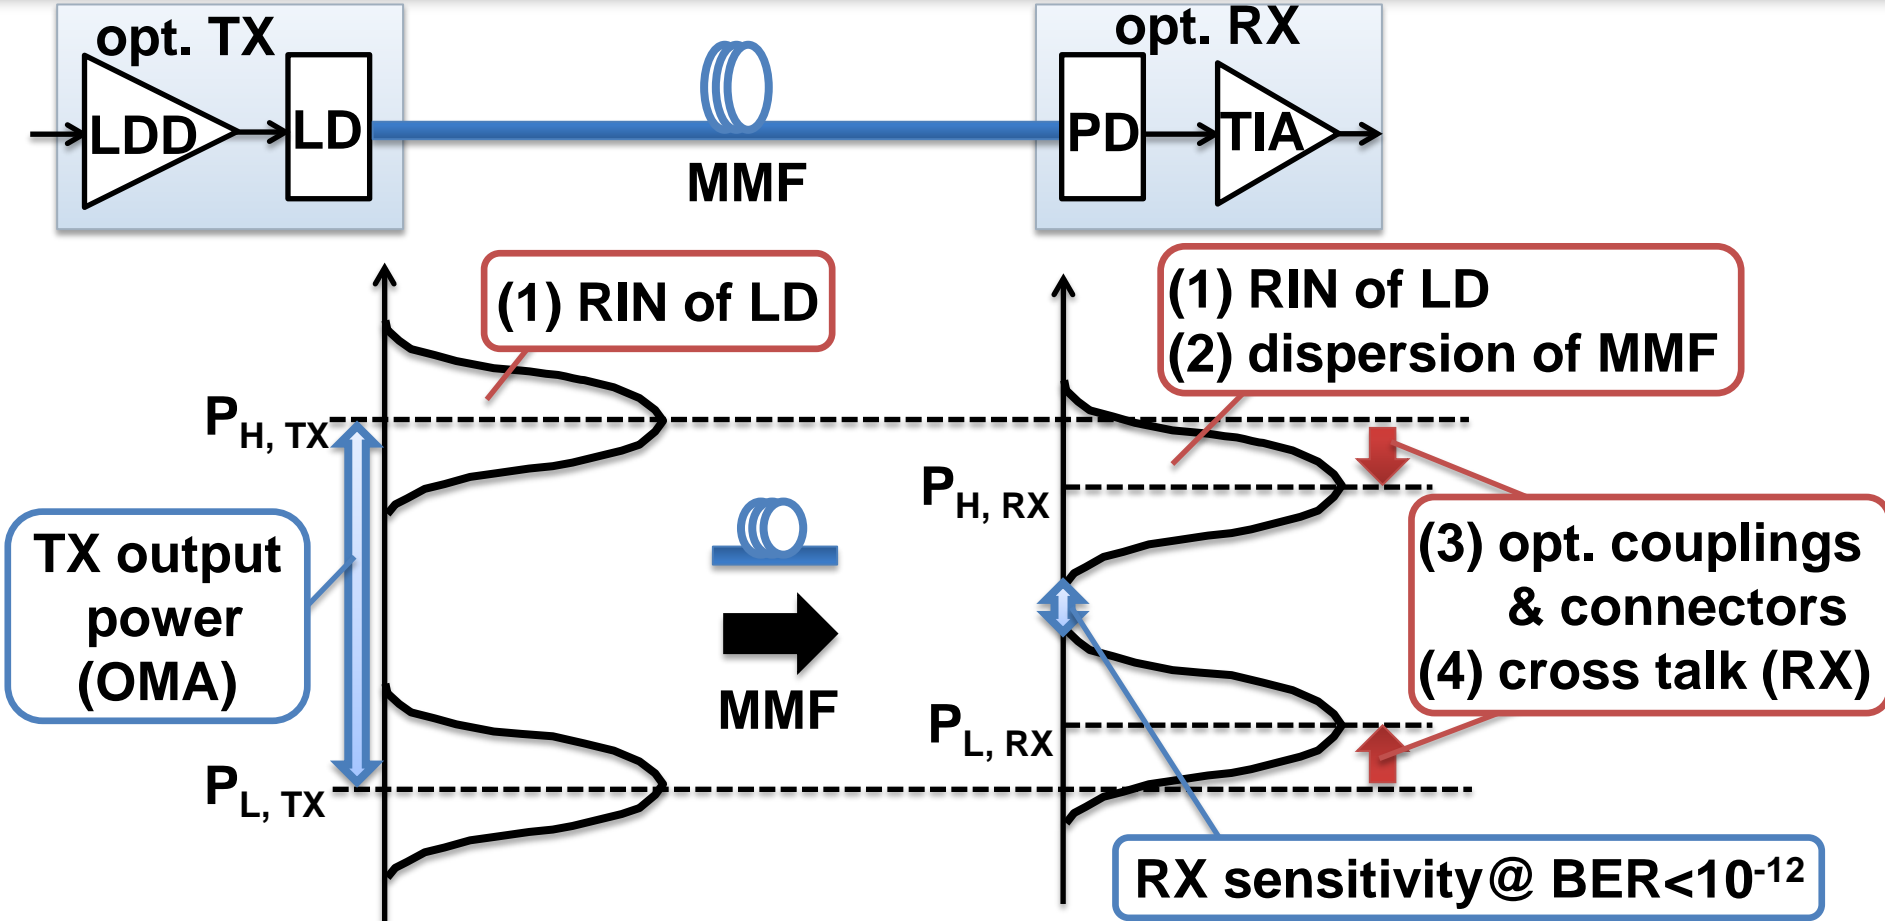 opt. TX
opt. RX
LDD
LD
PD
TIA
MMF
(1) RIN of LD
(1) RIN of LD
(2) dispersion of MMF
P_H, TX
P_H, RX
TX output
power
(OMA)
(3) opt. couplings
& connectors
(4) cross talk (RX)
MMF
P_L, RX
P_L, TX
RX sensitivity@ BER<10^-12